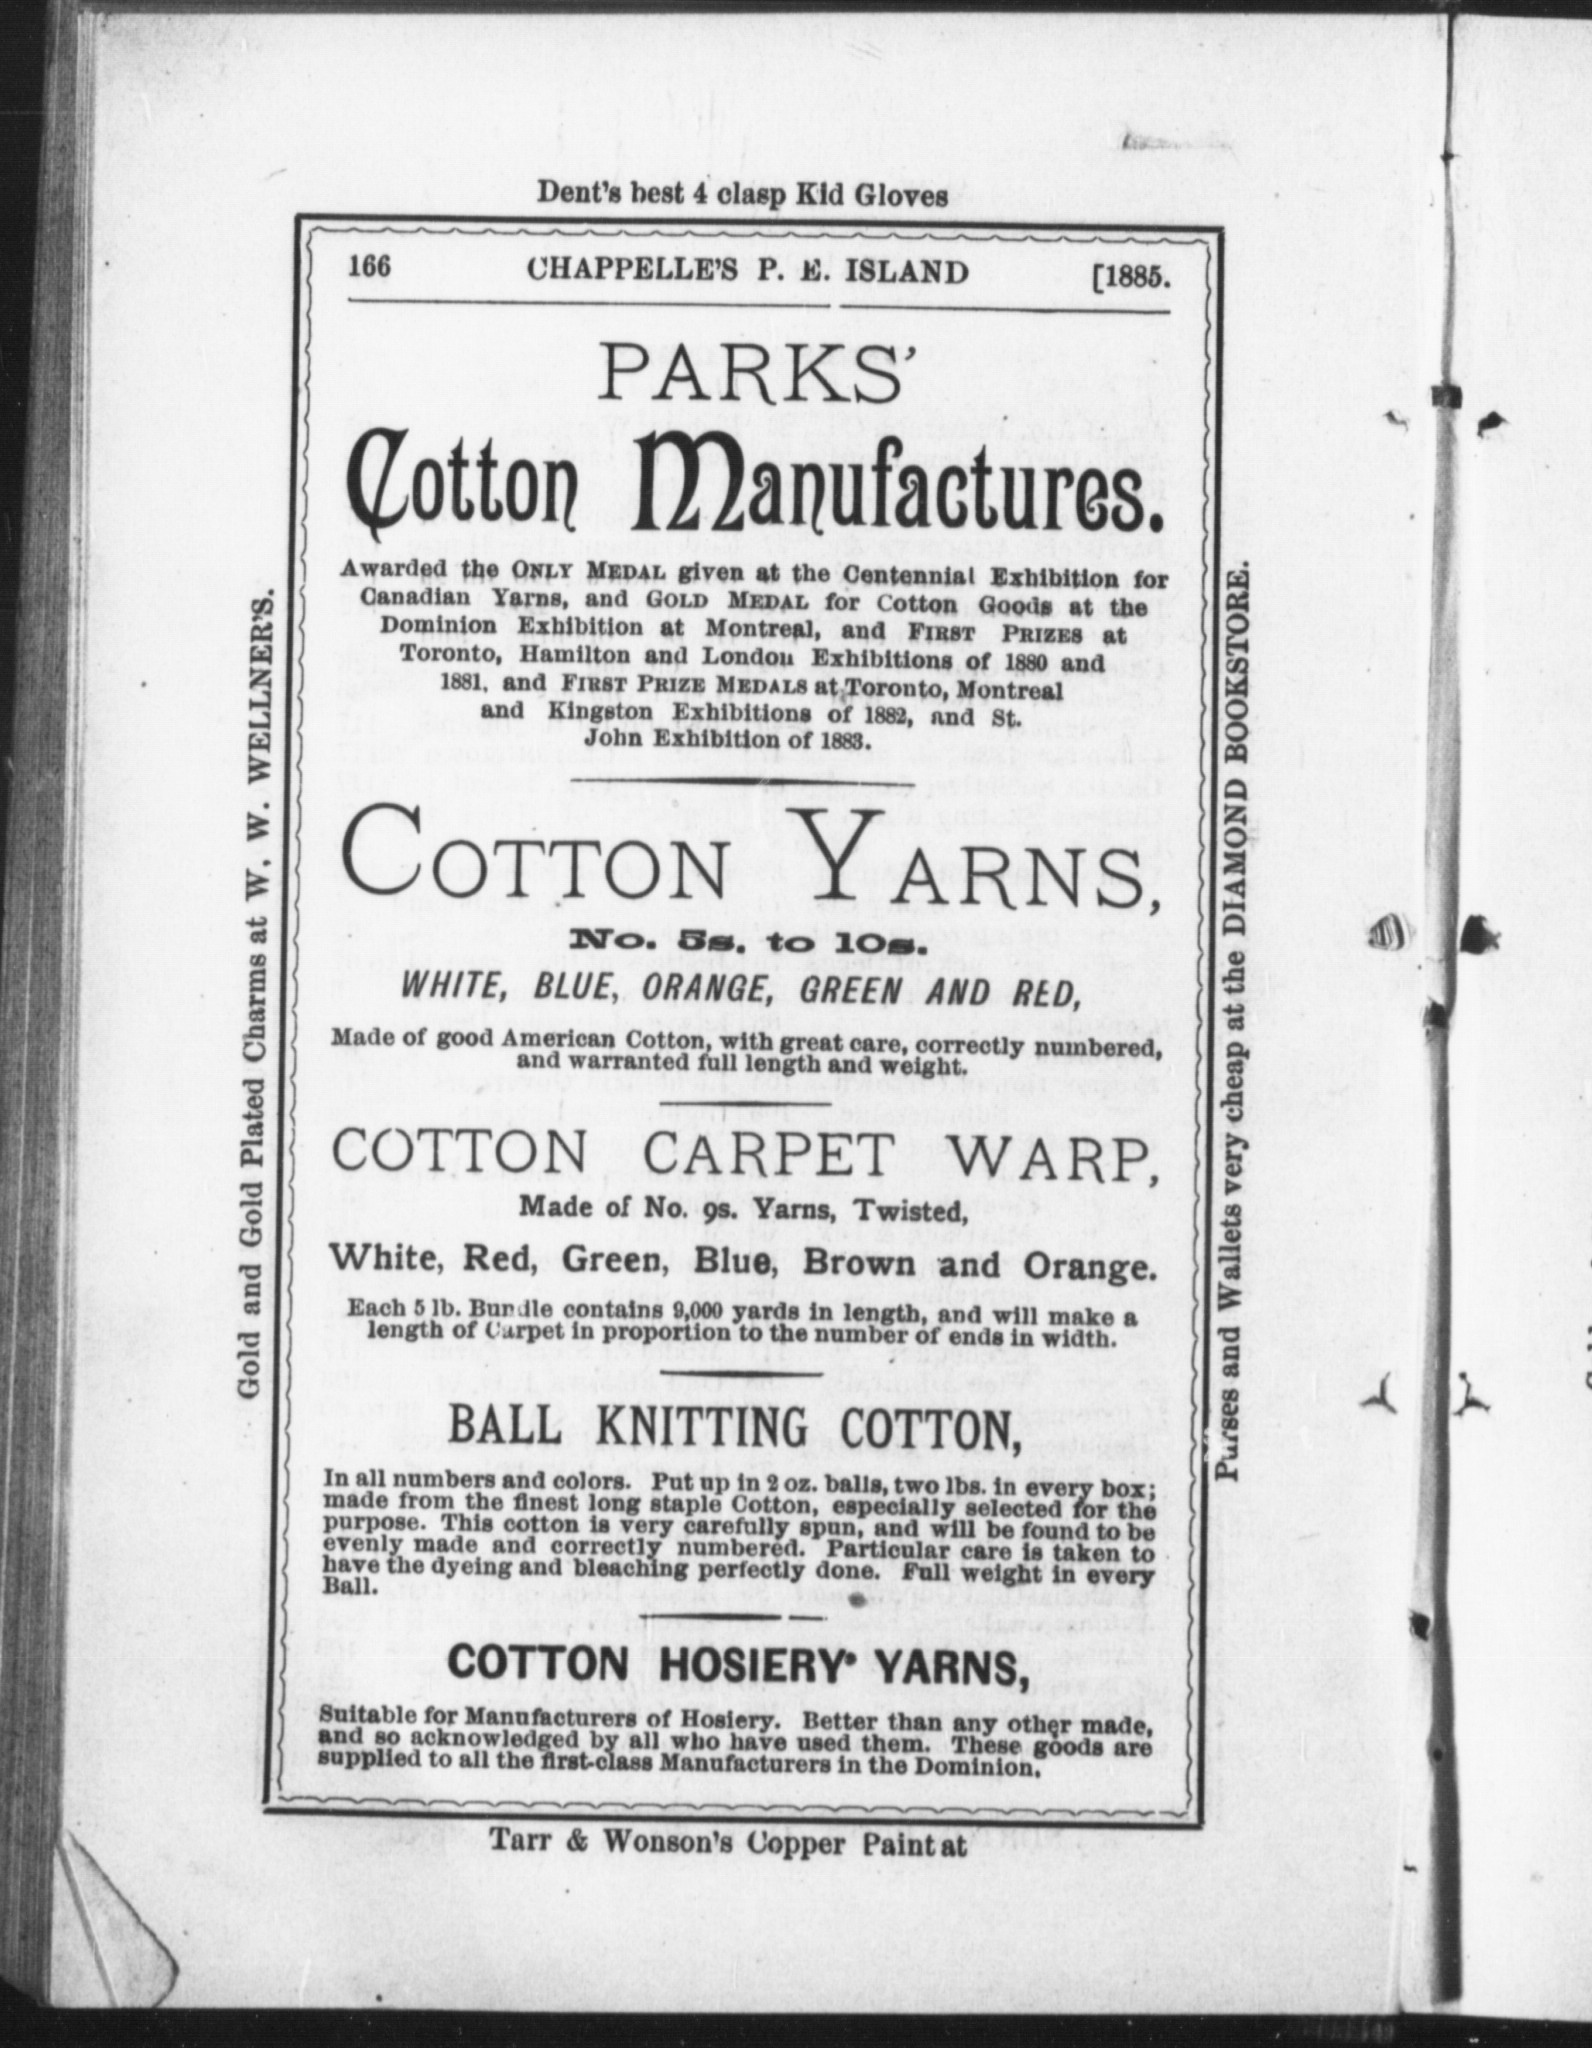 Dent's best 4 clasp Kid Gloves
166 CHAPPELLE'S P. E. ISLAND [1885.
PARKS'
Cotton Manufactures.
Awarded the ONLY MEDAL given at the Centennial Exhibition for
Canadian Yarns, and GOLD MEDAL for Cotton Goods at the
Dominion Exhibition at Montreal, and FIRST PRIZES at
Toronto, Hamilton and London Exhibitions of 1880 and
1881, and FIRST PRIZE MEDALS at Toronto, Montreal
and Kingston Exhibitions of 1882, and St.
John Exhibition of 1883.
COTTON YARNS,
No. 5s. to 10s.
WHITE, BLUE, ORANGE, GREEN AND RED,
Made of good American Cotton, with great care, correctly numbered,
and warranted full length and weight.
COTTON CARPET WARP,
Made of No. 9s. Yarns, Twisted,
White, Red, Green, Blue, Brown and Orange.
Each 5 lb. Bundle contains 9,000 yards in length, and will make a
length of Carpet in proportion to the number of ends in width.
BALL KNITTING COTTON,
In all numbers and colors. Put up in 2 oz. balls, two lbs. in every box;
made from the finest long staple Cotton, especially selected for the
purpose. This cotton is very carefully spun, and will be found to be
evenly made and correctly numbered. Particular care is taken to
have the dyeing and bleaching perfectly done. Full weight in every
Ball.
COTTON HOSIERY YARNS,
Suitable for Manufacturers of Hosiery. Better than any other made,
and so acknowledged by all who have used them. These goods are
supplied to all the first-class Manufacturers in the Dominion.
Tarr & Wonson's Copper Paint at
Gold and Gold Plated Charms at W. W. WELLNER'S.
Purses and Wallets very cheap at the DIAMOND BOOKSTORE.